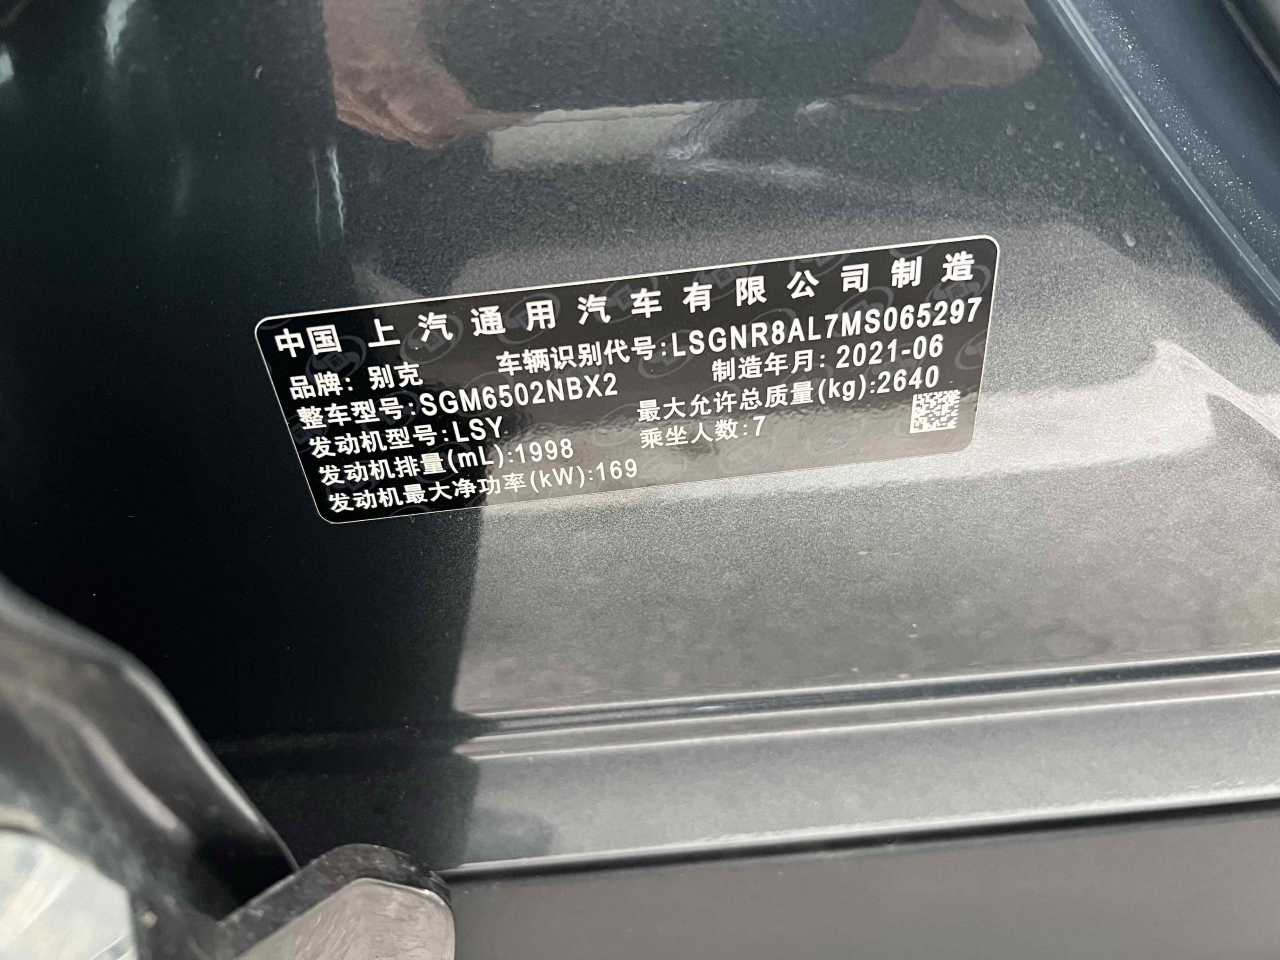 中国 上汽通用汽车有限公司制造
品牌: 别克 车辆识别代号:LSGNR8AL7MS065297
整车型号:SGM6502NBX2 制造年月: 2021-06
发动机型号:LSY 最大允许总质量(kg):2640
发动机排量(mL):1998 乘坐人数:7
发动机最大净功率(kW):169